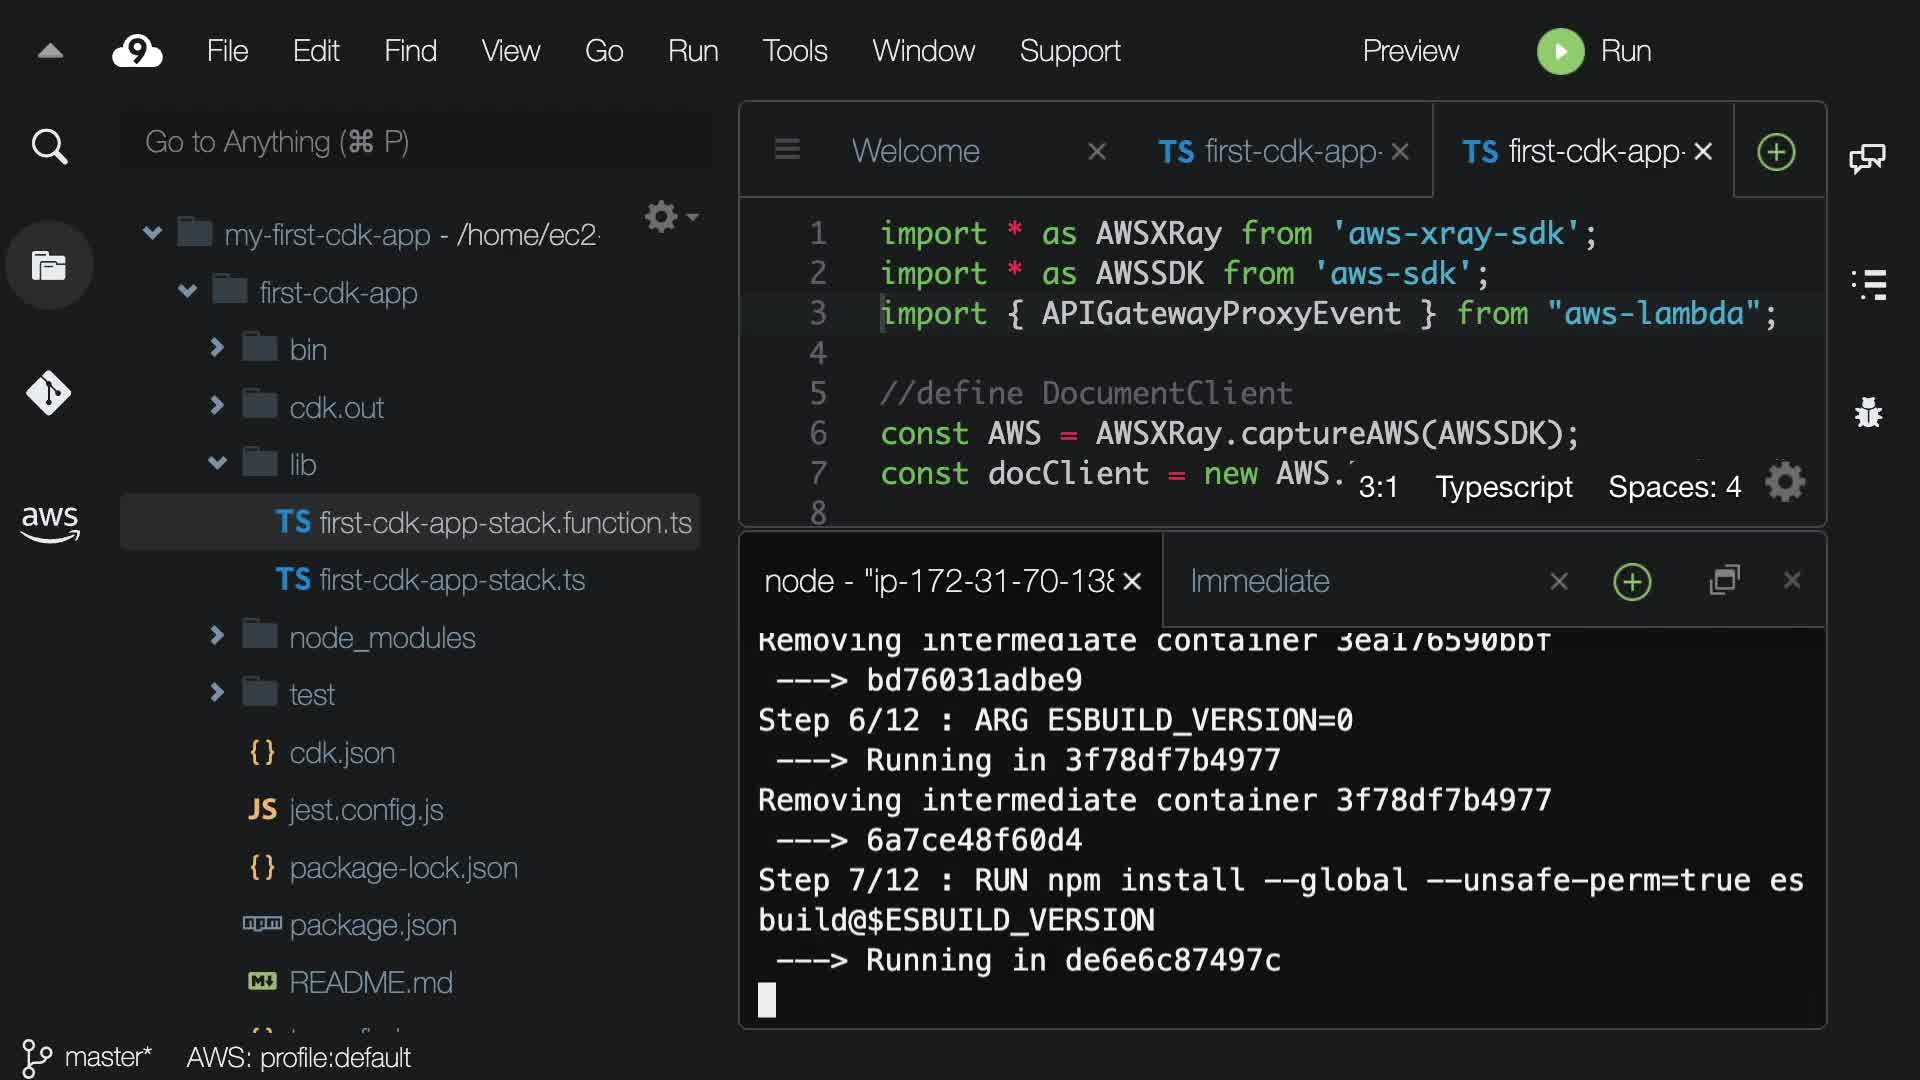 9 File Edit Find View Go Run Tools Window Support Preview Run
Go to Anything (⌘ P)
my-first-cdk-app - /home/ec2-
first-cdk-app
bin
cdk.out
lib
TS first-cdk-app-stack.function.ts
TS first-cdk-app-stack.ts
node_modules
test
{} cdk.json
JS jest.config.js
{} package-lock.json
package.json
M README.md
aws
master* AWS: profile:default
Welcome TS first-cdk-app- TS first-cdk-app-
1 import * as AWSXRay from 'aws-xray-sdk';
2 import * as AWSSDK from 'aws-sdk';
3 import { APIGatewayProxyEvent } from "aws-lambda";
4
5 //define DocumentClient
6 const AWS = AWSXRay.captureAWS(AWSSDK);
7 const docClient = new AWS.
8
3:1 Typescript Spaces: 4
node - "ip-172-31-70-138 Immediate
Removing intermediate container 3ea176590bbf
---> bd76031adbe9
Step 6/12 : ARG ESBUILD_VERSION=0
---> Running in 3f78df7b4977
Removing intermediate container 3f78df7b4977
---> 6a7ce48f60d4
Step 7/12 : RUN npm install --global --unsafe-perm=true es
build@$ESBUILD_VERSION
---> Running in de6e6c87497c